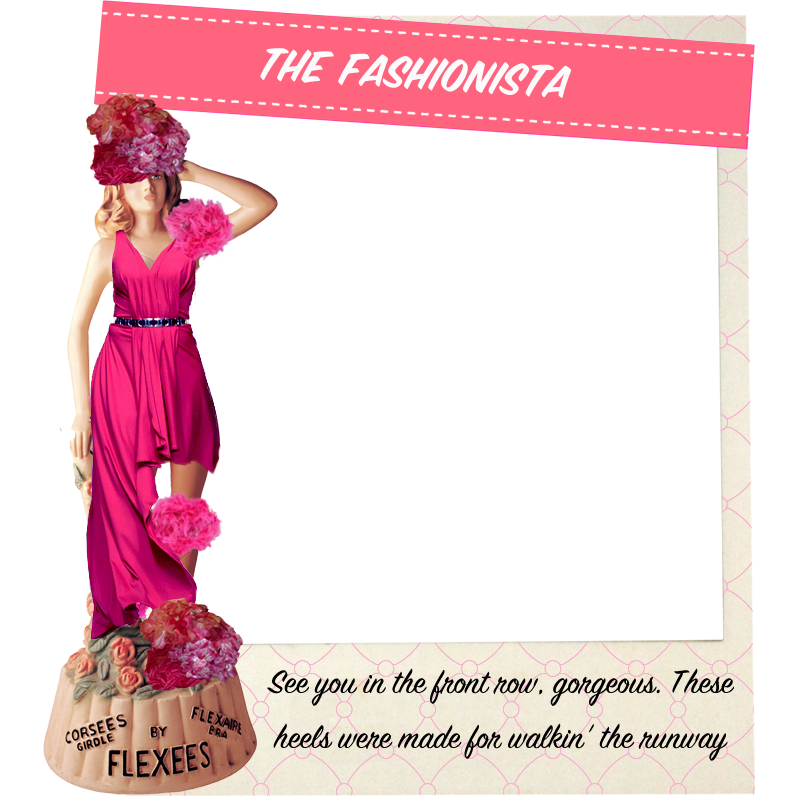 THE FASHIONISTA
See you in the front row, gorgeous. These
heels were made for walkin' the runway
CORSEES
GIRDLE
BY
FLEXAIRE
BRA
FLEXEES